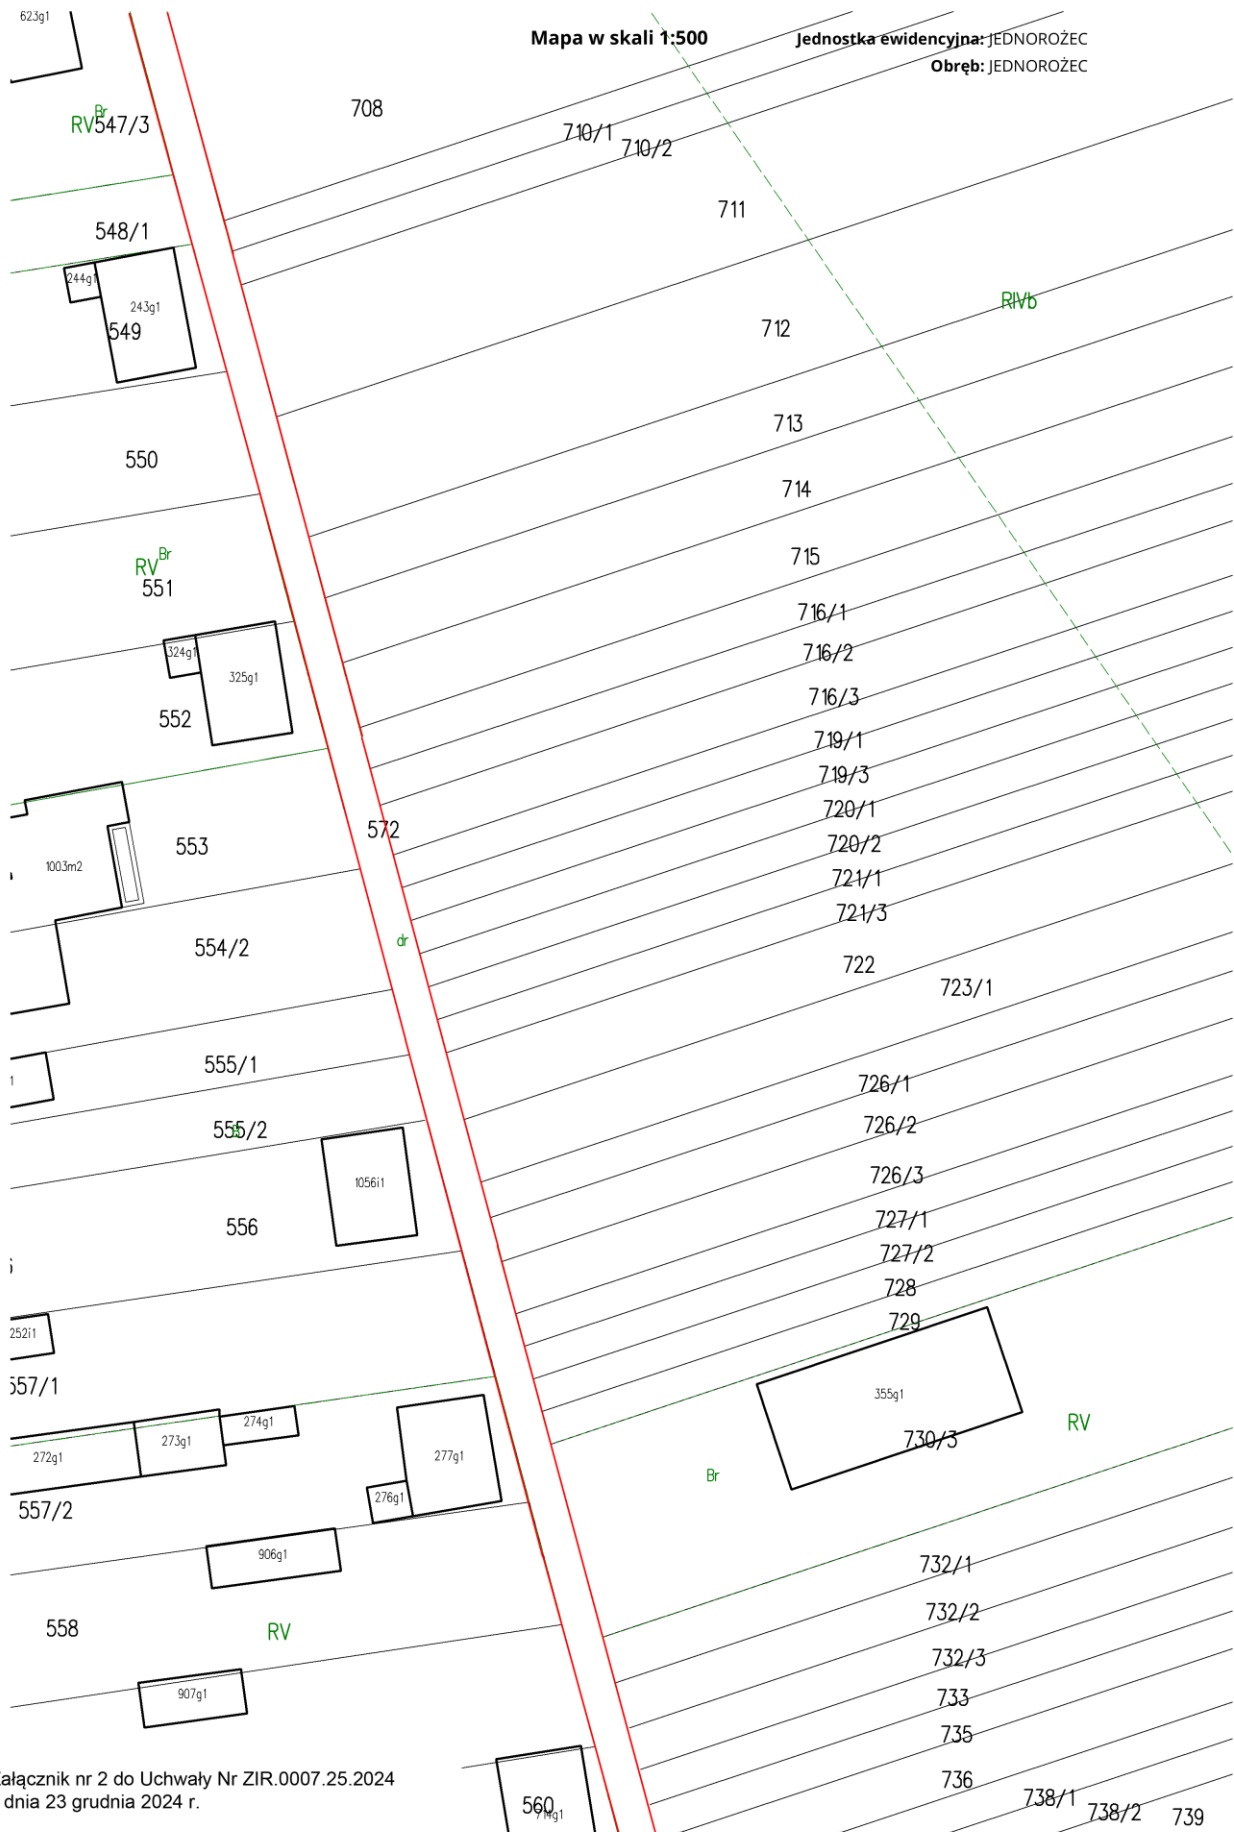 623g1
Mapa w skali 1:500
Jednostka ewidencyjna: JEDNOROŻEC
Obręb: JEDNOROŻEC
708
Br
RV 547/3
710/1
710/2
711
548/1
244g1
243g1
549
RIVb
712
713
550
714
Br
RV
551
715
716/1
324g1
325g1
716/2
716/3
552
719/1
719/3
720/1
572
553
720/2
1003m2
721/1
721/3
dr
554/2
722
723/1
555/1
1
726/1
555/2
726/2
1056i1
726/3
556
727/1
727/2
728
729
252i1
557/1
355g1
274g1
RV
273g1
730/3
272g1
277g1
Br
276g1
557/2
906g1
732/1
732/2
558
RV
732/3
907g1
733
735
Załącznik nr 2 do Uchwały Nr ZIR.0007.25.2024
dnia 23 grudnia 2024 r.
736
738/1
560
738/2
739
714g1